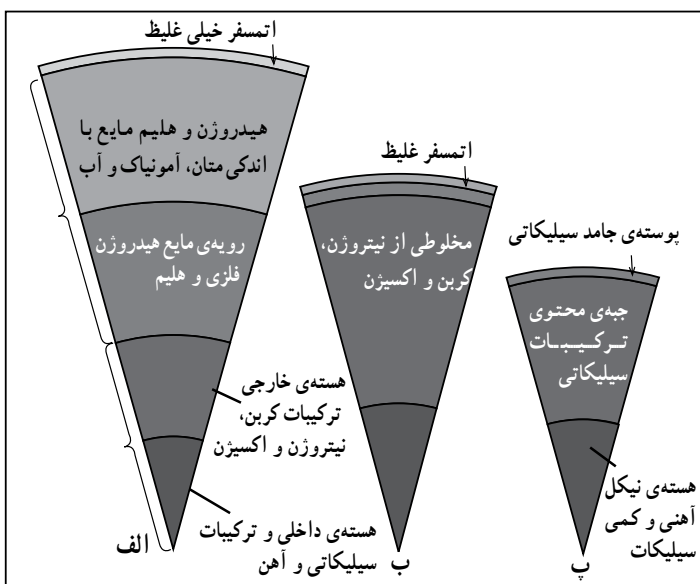 اتمسفر خیلی غلیظ
هیدروژن و هلیم مایع با
اندکی متان، آمونیاک و آب
رویه‌ی مایع هیدروژن
فلزی و هلیم
هسته‌ی خارجی
ترکیبات کربن،
نیتروژن و اکسیژن
هسته‌ی داخلی و ترکیبات
سیلیکاتی و آهن
الف
اتمسفر غلیظ
مخلوطی از نیتروژن،
کربن و اکسیژن
ب
پوسته‌ی جامد سیلیکاتی
جبه‌ی محتوی
ترکیبات
سیلیکاتی
هسته‌ی نیکل
آهنی و کمی
سیلیکات
پ